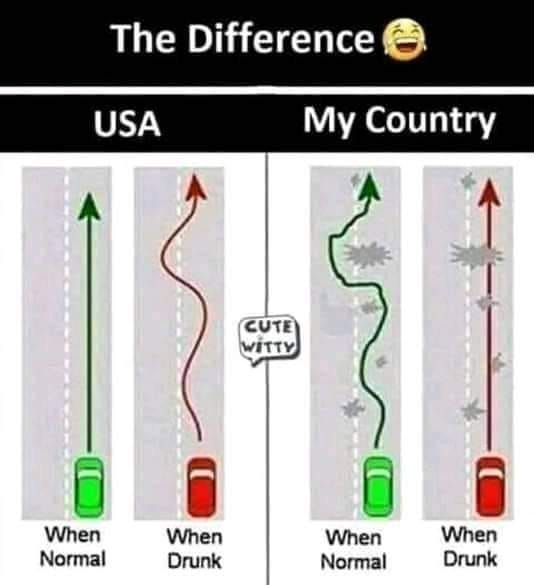 The Difference 😂
USA
My Country
CUTE
WITTY
When
Normal
When
Drunk
When
Normal
When
Drunk